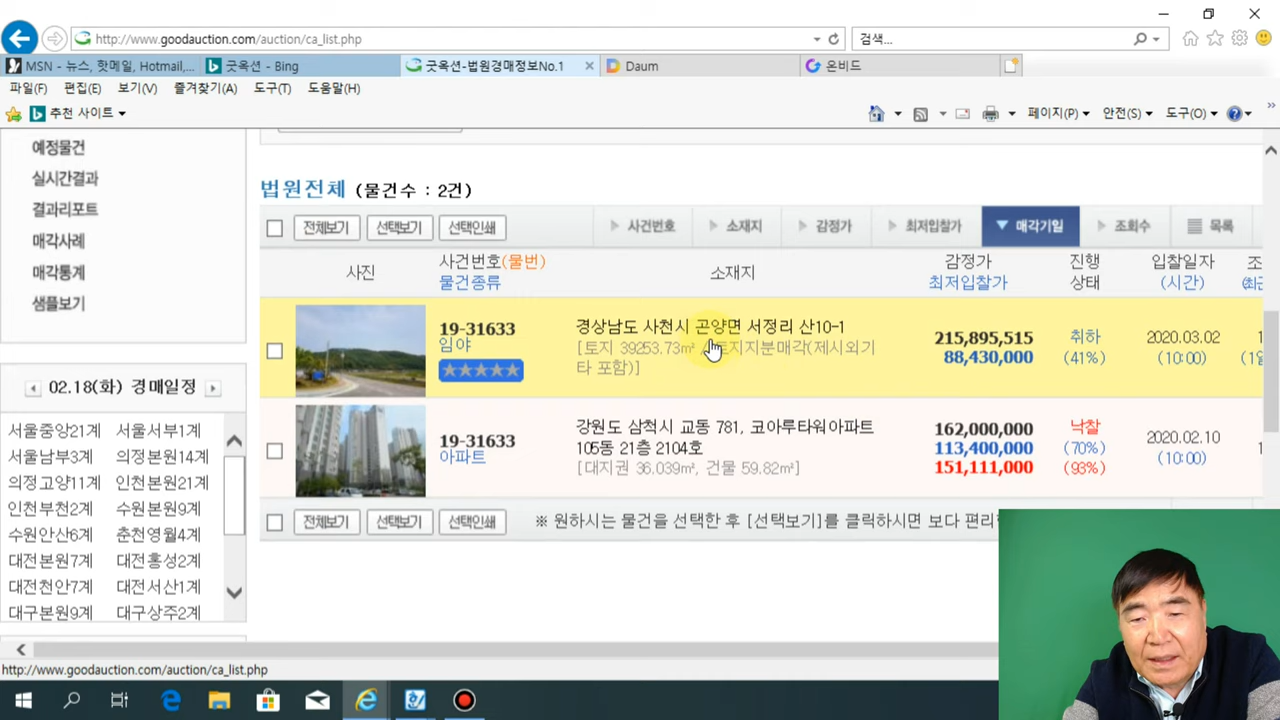 http://www.goodauction.com/auction/ca_list.php
검색...
MSN - 뉴스, 핫메일, Hotmail,...
굿옥션 - Bing
굿옥션-법원경매정보No.1
Daum
온비드
파일(F) 편집(E) 보기(V) 즐겨찾기(A) 도구(T) 도움말(H)
추천 사이트
페이지(P) 안전(S) 도구(O)
예정물건
실시간결과
결과리포트
매각사례
매각통계
샘플보기
02.18(화) 경매일정
서울중앙21계 서울서부1계
서울남부3계 의정본원14계
의정고양11계 인천본원21계
인천부천2계 수원본원9계
수원안산6계 춘천영월4계
대전본원7계 대전홍성2계
대전천안7계 대전서산1계
대구본원9계 대구상주2계
법원전체 (물건수 : 2건)
전체보기 선택보기 선택인쇄
사건번호 소재지 감정가 최저입찰가 매각기일 조회수 목록
사진
사건번호(물번)
물건종류
소재지
감정가
최저입찰가
진행
상태
입찰일자
(시간)
조
19-31633
임야
★★★★★
경상남도 사천시 곤양면 서정리 산10-1
[토지 39253.73㎡ 토지지분매각(제시외기
타 포함)]
215,895,515
88,430,000
취하
(41%)
2020.03.02
(10:00)
19-31633
아파트
강원도 삼척시 교동 781, 코아루타워아파트
105동 21층 2104호
[대지권 36.039㎡, 건물 59.82㎡]
162,000,000
113,400,000
151,111,000
낙찰
(70%)
(93%)
2020.02.10
(10:00)
전체보기 선택보기 선택인쇄 ※ 원하시는 물건을 선택한 후 [선택보기]를 클릭하시면 보다 편리
http://www.goodauction.com/auction/ca_list.php